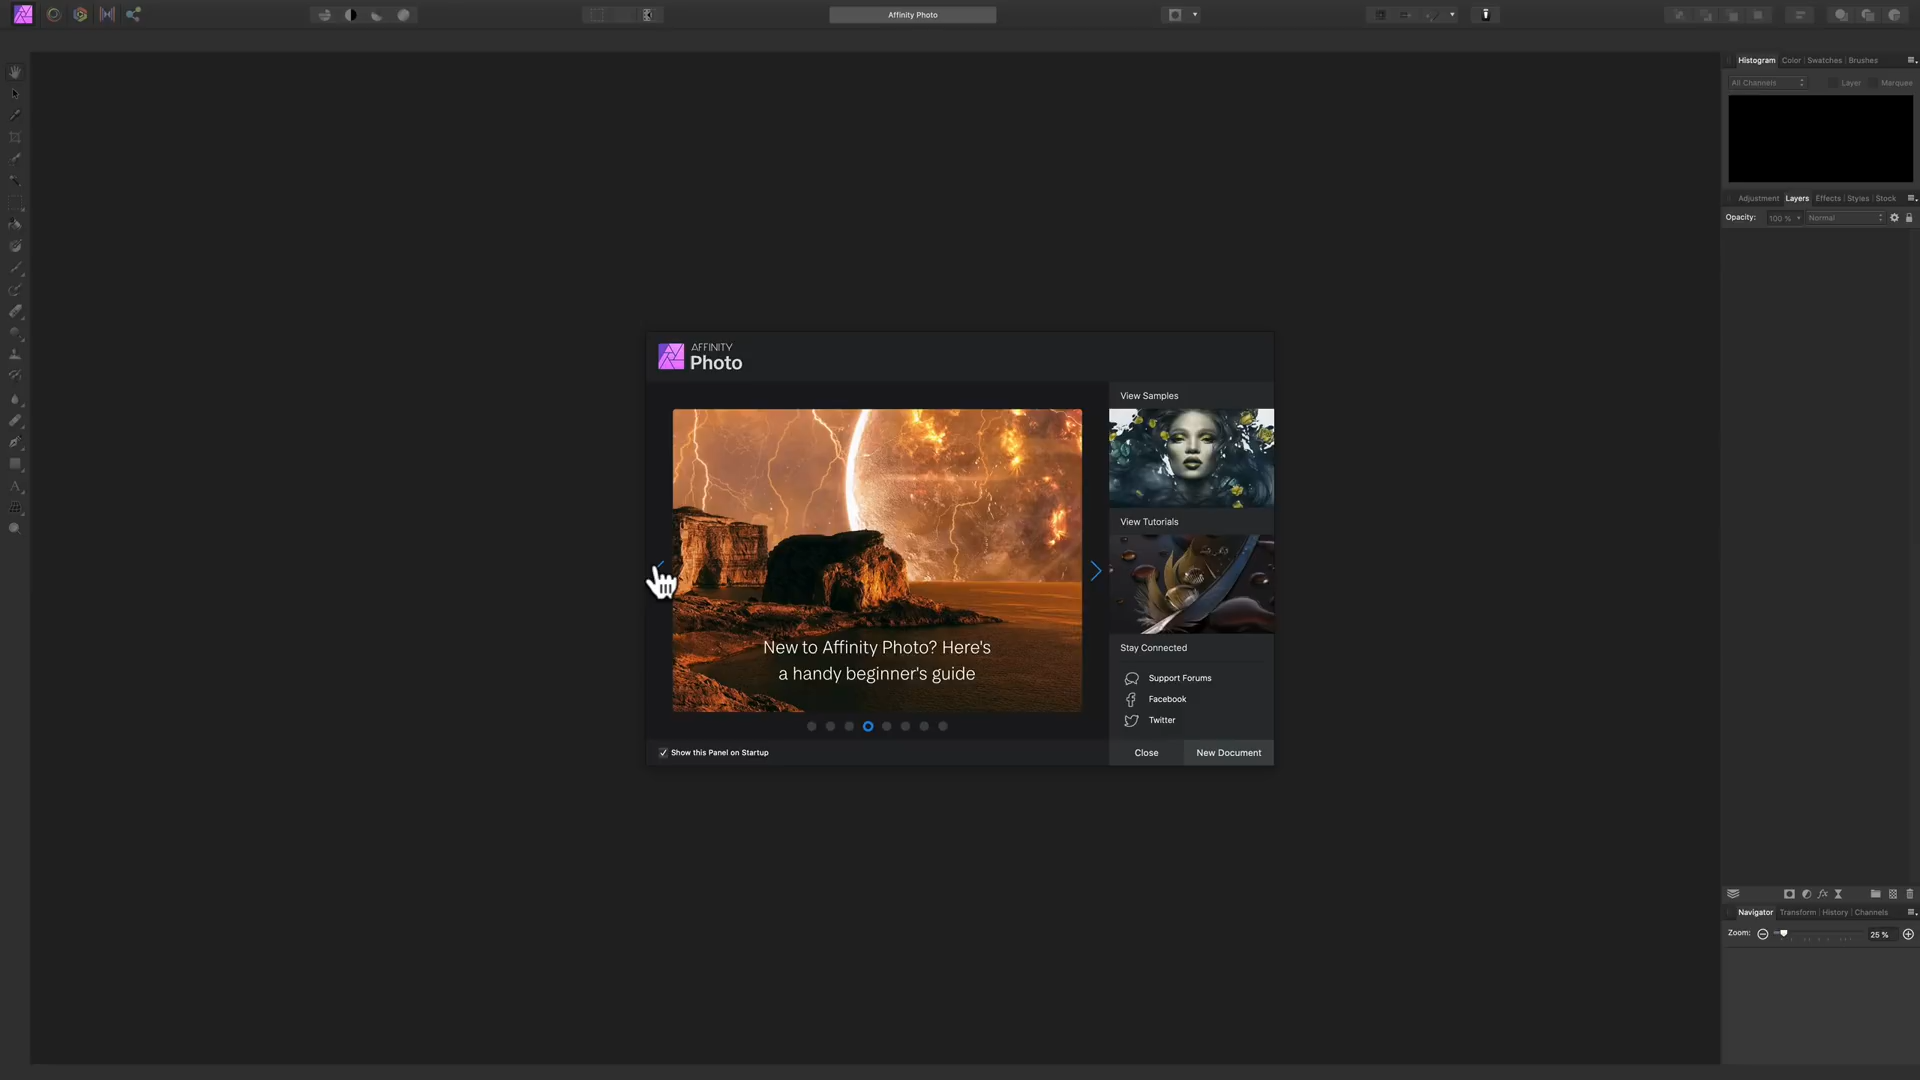 Affinity Photo
Histogram
Color
Swatches
Brushes
All Channels
Layer
Marquee
Adjustment
Layers
Effects
Styles
Stock
Opacity:
100 %
Normal
AFFINITY
Photo
New to Affinity Photo? Here's
a handy beginner's guide
Show this Panel on Startup
View Samples
View Tutorials
Stay Connected
Support Forums
Facebook
Twitter
Close
New Document
Navigator
Transform
History
Channels
Zoom:
25 %